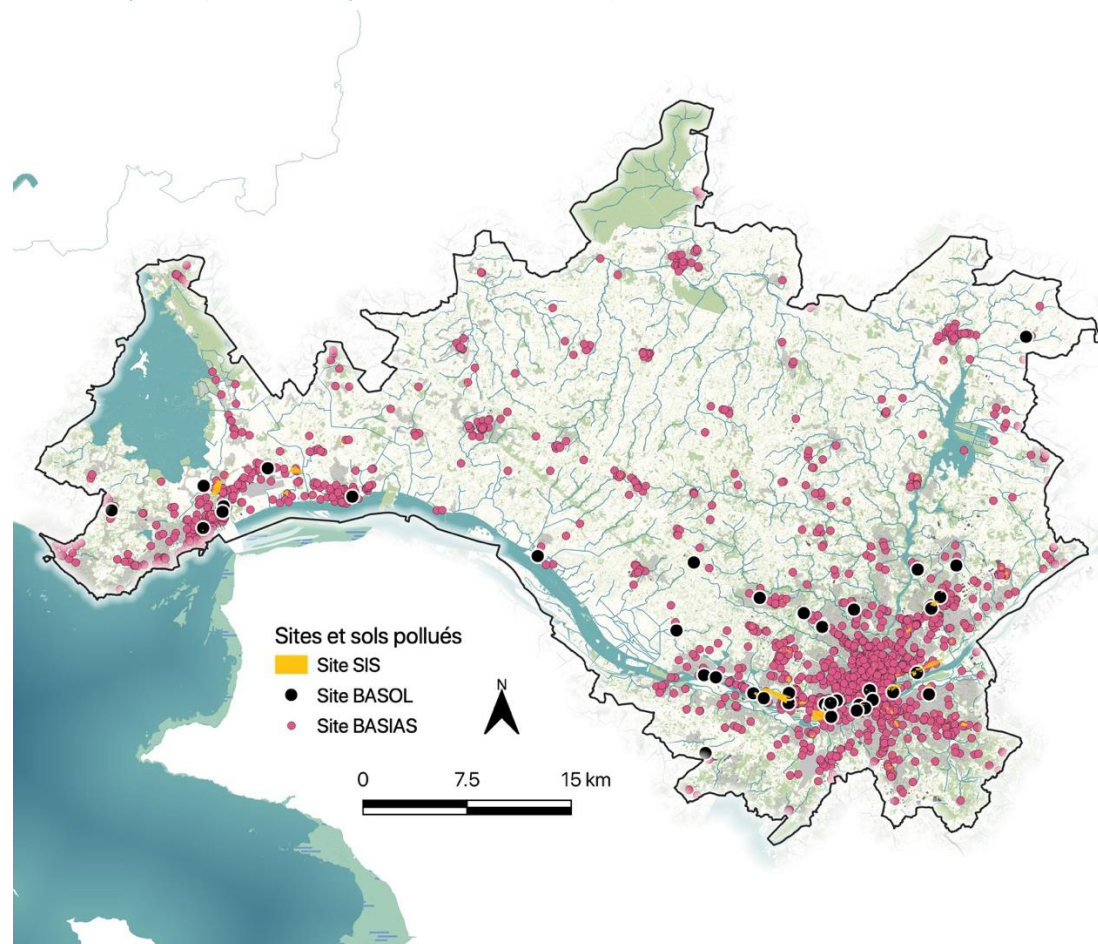 Sites et sols pollués
Site SIS
Site BASOL
Site BASIAS
N
0 7.5 15 km